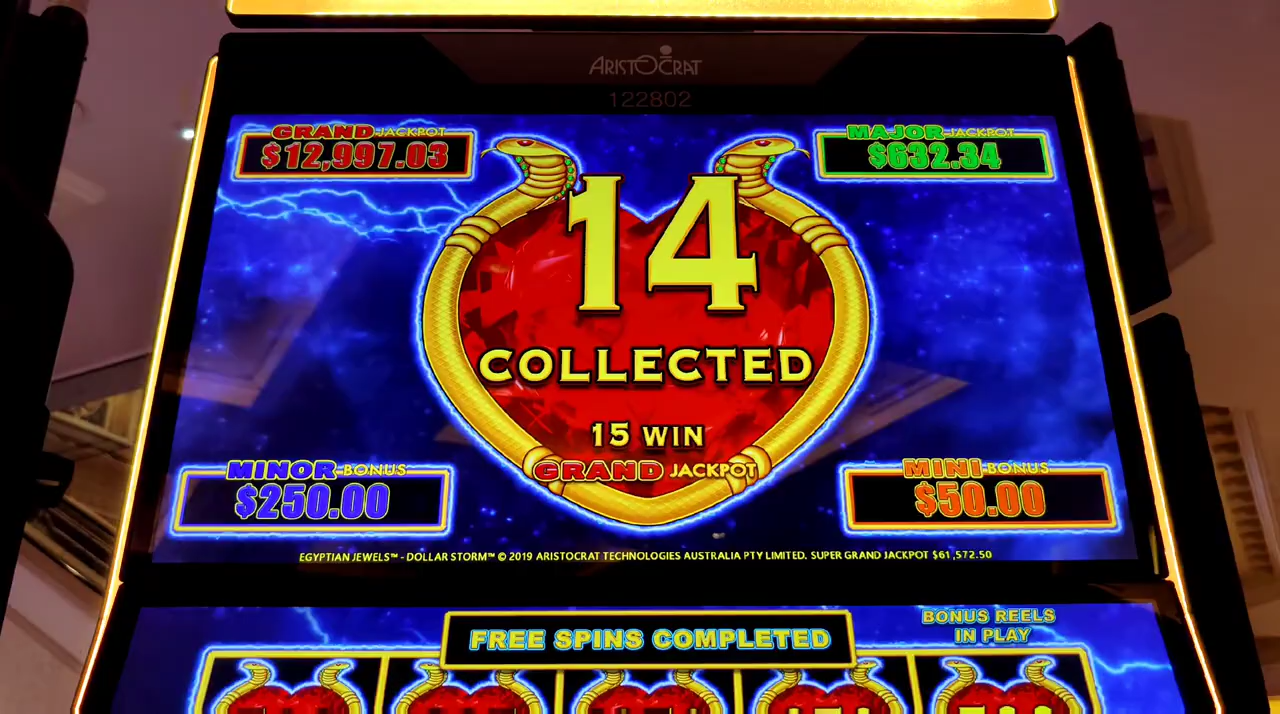 ARISTOCRAT
122802
GRAND JACKPOT
$12,997.03
MAJOR JACKPOT
$632.34
14
COLLECTED
15 WIN
GRAND JACKPOT
MINOR BONUS
$250.00
MINI BONUS
$50.00
EGYPTIAN JEWELS™ - DOLLAR STORM™ © 2019 ARISTOCRAT TECHNOLOGIES AUSTRALIA PTY LIMITED. SUPER GRAND JACKPOT $61,572.50
FREE SPINS COMPLETED
BONUS REELS
IN PLAY